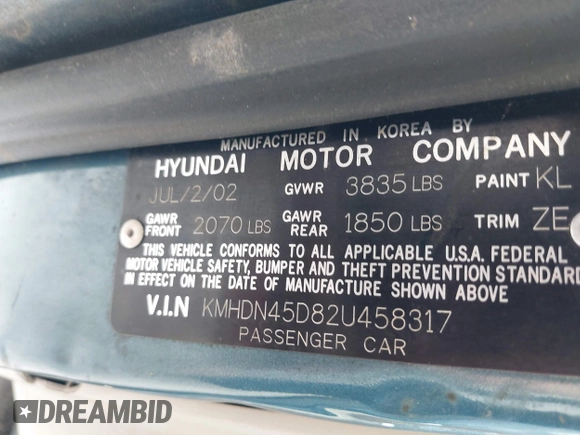 MANUFACTURED IN KOREA BY
HYUNDAI MOTOR COMPANY
JUL/2/02 GVWR 3835 LBS PAINT KL
GAWR FRONT 2070 LBS GAWR REAR 1850 LBS TRIM ZE
THIS VEHICLE CONFORMS TO ALL APPLICABLE U.S.A. FEDERAL
MOTOR VEHICLE SAFETY, BUMPER AND THEFT PREVENTION STANDARD
IN EFFECT ON THE DATE OF MANUFACTURE SHOWN ABOVE
V.I.N KMHDN45D82U458317
PASSENGER CAR
DREAMBID